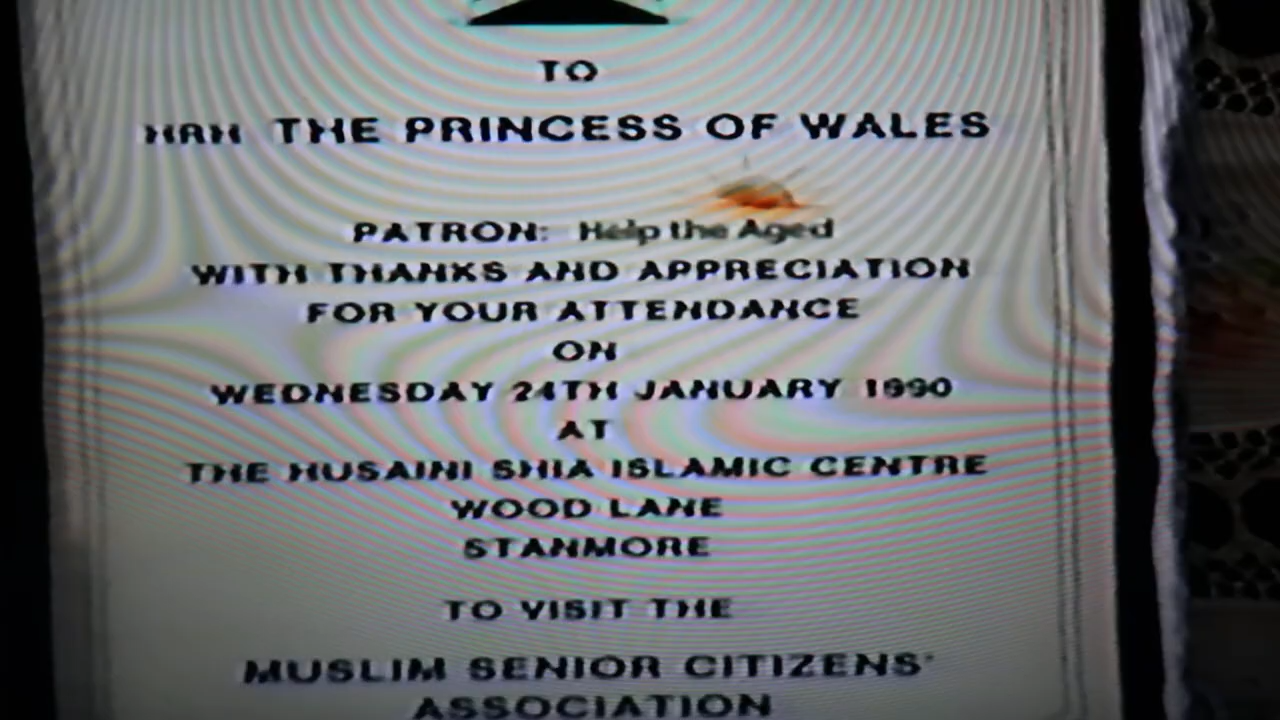 TO
HRH THE PRINCESS OF WALES
PATRON: Help the Aged
WITH THANKS AND APPRECIATION
FOR YOUR ATTENDANCE
ON
WEDNESDAY 24TH JANUARY 1990
AT
THE HUSAINI SHIA ISLAMIC CENTRE
WOOD LANE
STANMORE
TO VISIT THE
MUSLIM SENIOR CITIZENS'
ASSOCIATION